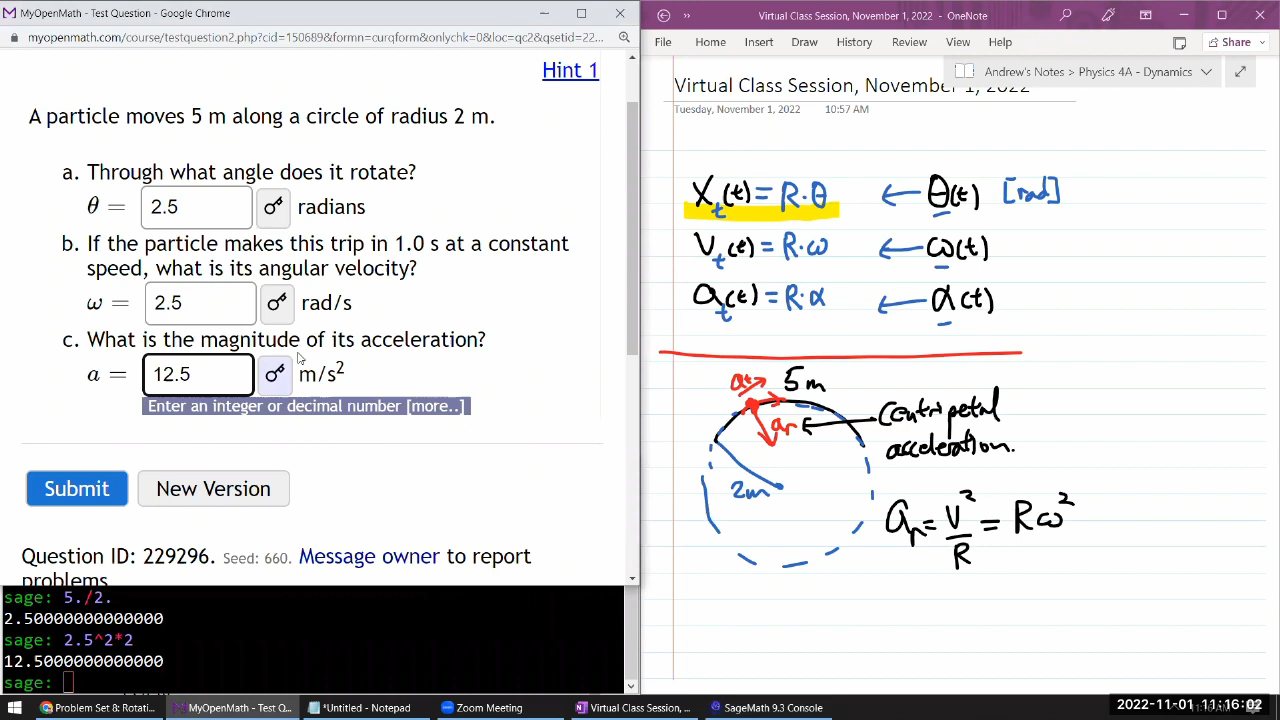 MyOpenMath - Test Question - Google Chrome
myopenmath.com/course/testquestion2.php?cid=150689&formn=curqform&onlychk=0&loc=qc2&qsetid=22...
Hint 1
A particle moves 5 m along a circle of radius 2 m.
a. Through what angle does it rotate?
θ = 2.5 radians
b. If the particle makes this trip in 1.0 s at a constant
speed, what is its angular velocity?
ω = 2.5 rad/s
c. What is the magnitude of its acceleration?
a = 12.5 m/s²
Enter an integer or decimal number [more..]
Submit New Version
Question ID: 229296. Seed: 660. Message owner to report
problems
sage: 5./2.
2.50000000000000
sage: 2.5^2*2
12.5000000000000
sage:
Virtual Class Session, November 1, 2022 - OneNote
File Home Insert Draw History Review View Help Share
Andrew's Notes > Physics 4A - Dynamics
Virtual Class Session, November 1, 2022
Tuesday, November 1, 2022 10:57 AM
X_t(t) = R·θ ← θ(t) [rad]
V_t(t) = R·ω ← ω(t)
a_t(t) = R·α ← α(t)
a_t 5m
a_r ← centripetal
acceleration.
2m
a_r = V²/R = Rω²
Problem Set & Rotati... MyOpenMath - Test Q... *Untitled - Notepad Zoom Meeting Virtual Class Session, ... SageMath 9.3 Console
2022-11-01 11:16:02